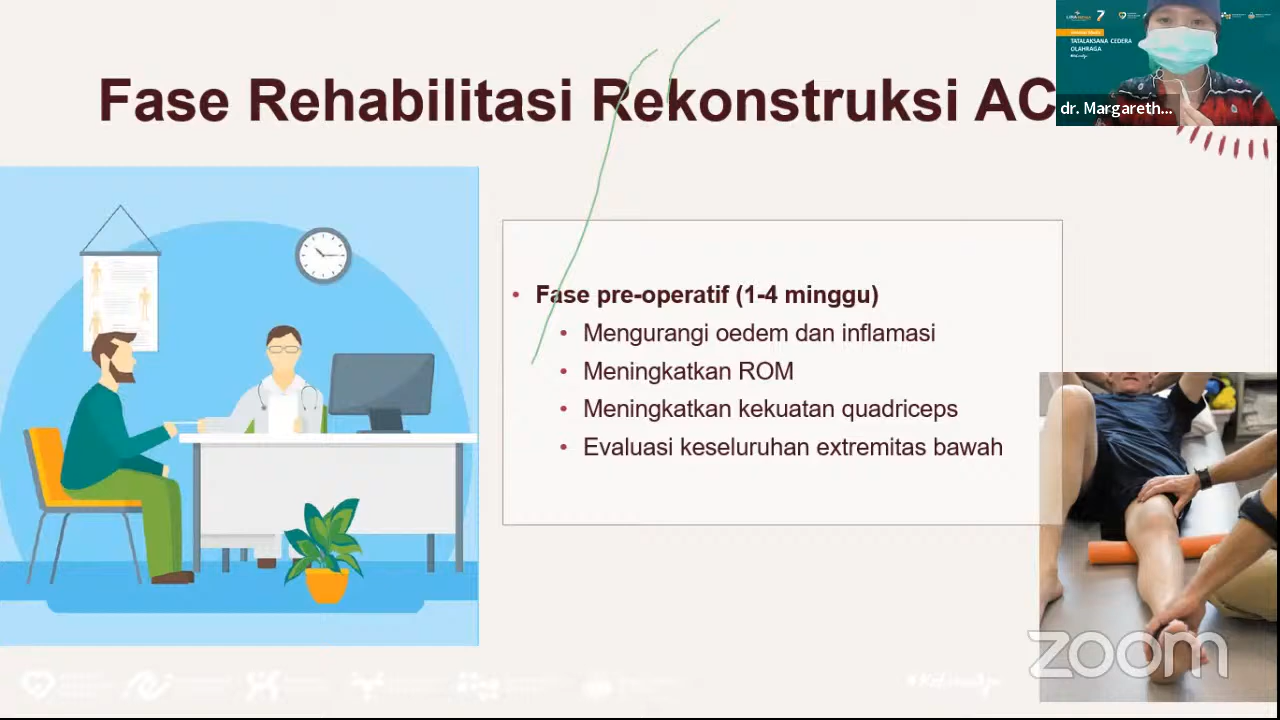 Fase Rehabilitasi Rekonstruksi AC
TATALAKSANA CEDERA
OLAHRAGA
dr. Margareth...
• Fase pre-operatif (1-4 minggu)
• Mengurangi oedem dan inflamasi
• Meningkatkan ROM
• Meningkatkan kekuatan quadriceps
• Evaluasi keseluruhan extremitas bawah
zoom